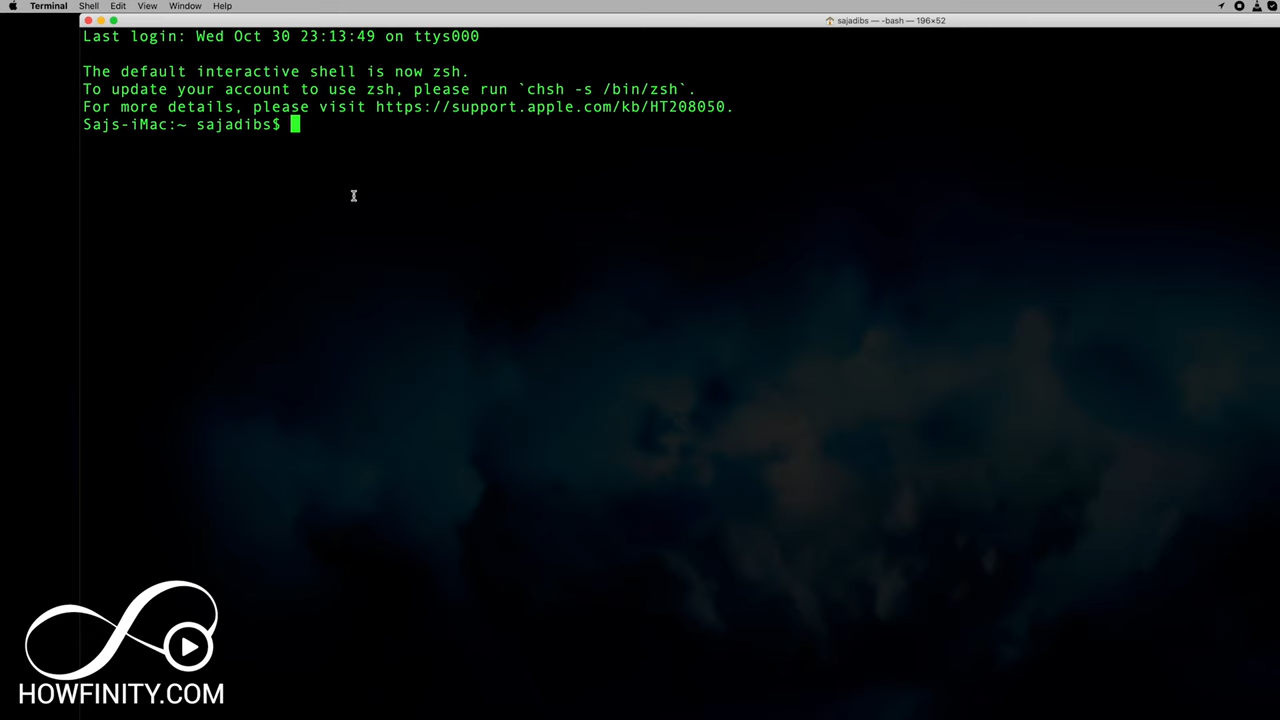 Terminal Shell Edit View Window Help
sajadibs — -bash — 196×52
Last login: Wed Oct 30 23:13:49 on ttys000
The default interactive shell is now zsh.
To update your account to use zsh, please run `chsh -s /bin/zsh`.
For more details, please visit https://support.apple.com/kb/HT208050.
Sajs-iMac:~ sajadibs$
HOWFINITY.COM